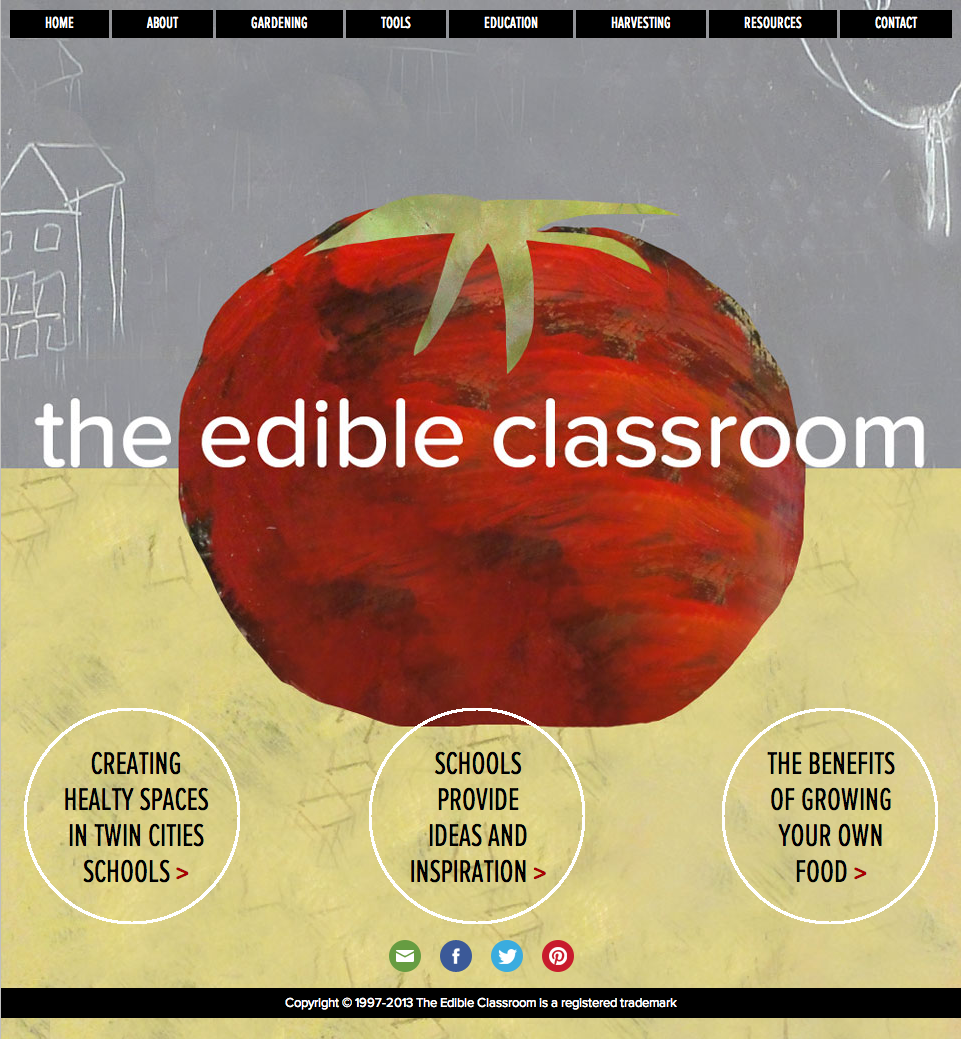 HOME ABOUT GARDENING TOOLS EDUCATION HARVESTING RESOURCES CONTACT
the edible classroom
CREATING
HEALTY SPACES
IN TWIN CITIES
SCHOOLS >
SCHOOLS
PROVIDE
IDEAS AND
INSPIRATION >
THE BENEFITS
OF GROWING
YOUR OWN
FOOD >
Copyright © 1997-2013 The Edible Classroom is a registered trademark